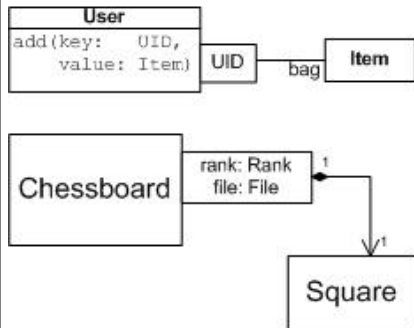 User
add(key: UID,
value: Item)
UID
bag
Item
Chessboard
rank: Rank
file: File
1
1
Square